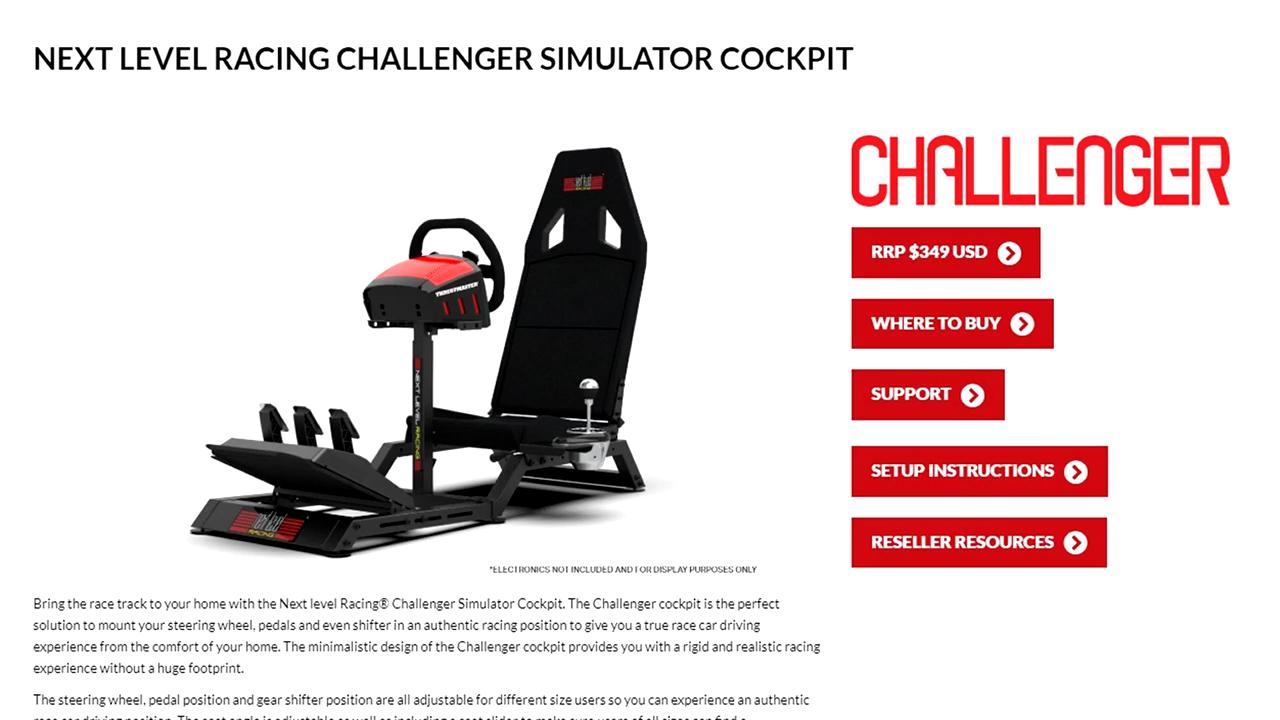 NEXT LEVEL RACING CHALLENGER SIMULATOR COCKPIT
CHALLENGER
RRP $349 USD
WHERE TO BUY
SUPPORT
SETUP INSTRUCTIONS
RESELLER RESOURCES
THRUSTMASTER
NEXT LEVEL RACING
RACING
*ELECTRONICS NOT INCLUDED AND FOR DISPLAY PURPOSES ONLY
Bring the race track to your home with the Next level Racing® Challenger Simulator Cockpit. The Challenger cockpit is the perfect
solution to mount your steering wheel, pedals and even shifter in an authentic racing position to give you a true race car driving
experience from the comfort of your home. The minimalistic design of the Challenger cockpit provides you with a rigid and realistic racing
experience without a huge footprint.
The steering wheel, pedal position and gear shifter position are all adjustable for different size users so you can experience an authentic